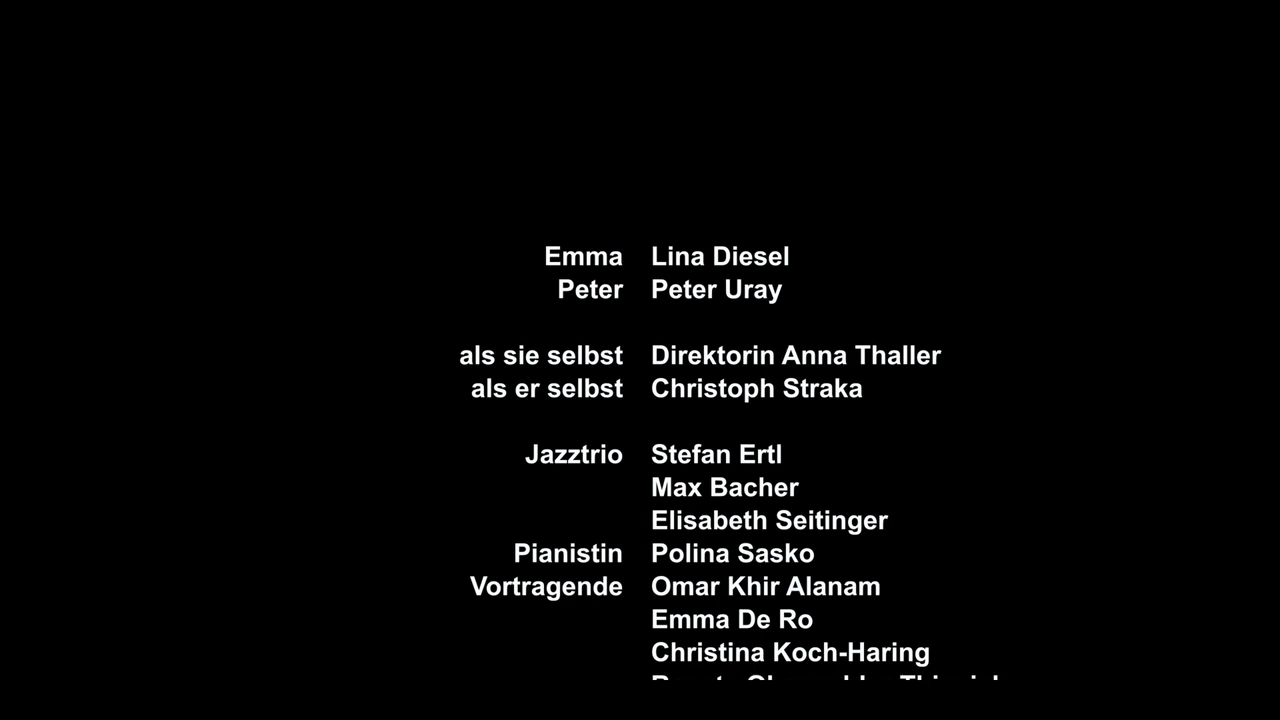 Emma Lina Diesel
Peter Peter Uray
als sie selbst Direktorin Anna Thaller
als er selbst Christoph Straka
Jazztrio Stefan Ertl
Max Bacher
Elisabeth Seitinger
Pianistin Polina Sasko
Vortragende Omar Khir Alanam
Emma De Ro
Christina Koch-Haring